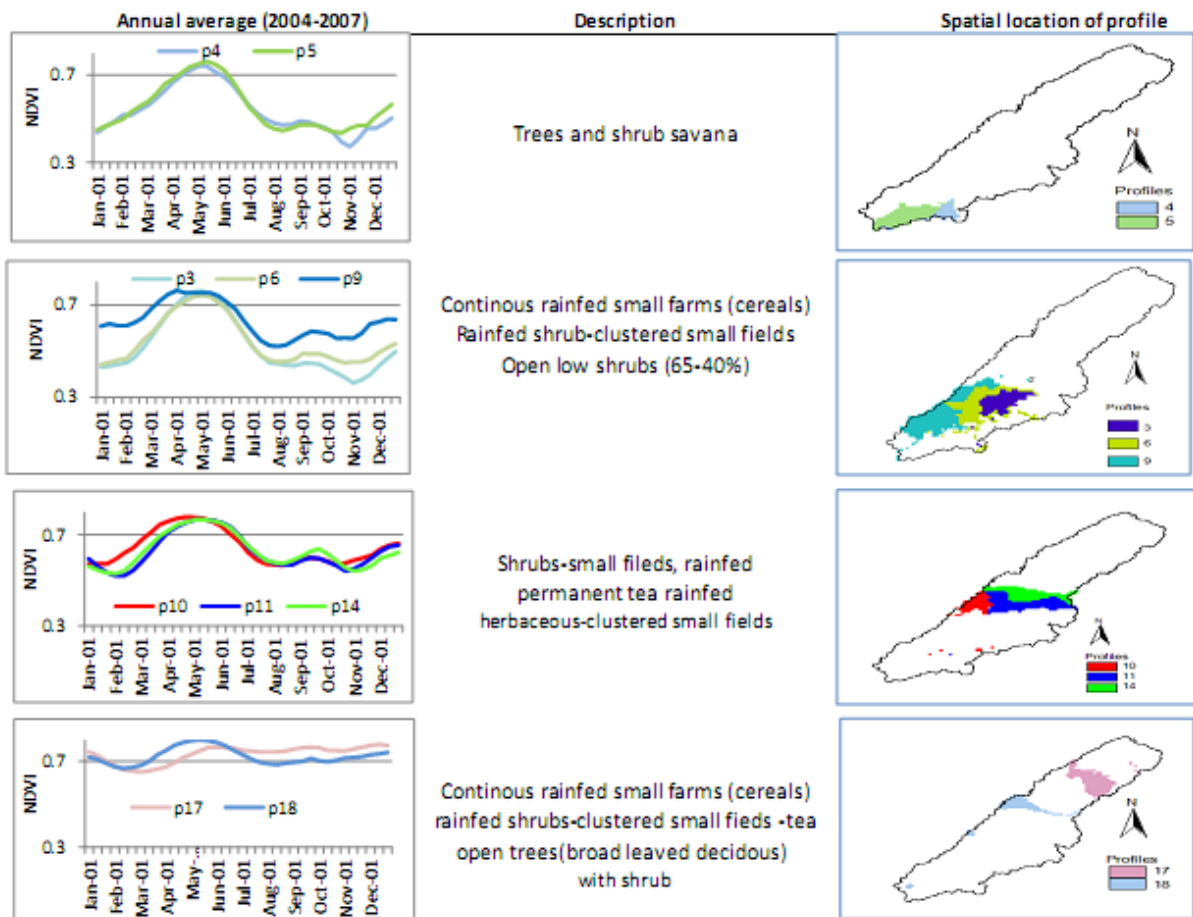 Annual average (2004-2007) Description Spatial location of profile
p4 p5
0.7
NDVI
0.3
Jan-01 Feb-01 Mar-01 Apr-01 May-01 Jun-01 Jul-01 Aug-01 Sep-01 Oct-01 Nov-01 Dec-01
Trees and shrub savana
N
Profiles
4
5
p3 p6 p9
0.7
NDVI
0.3
Jan-01 Feb-01 Mar-01 Apr-01 May-01 Jun-01 Jul-01 Aug-01 Sep-01 Oct-01 Nov-01 Dec-01
Continous rainfed small farms (cereals)
Rainfed shrub-clustered small fields
Open low shrubs (65-40%)
N
Profiles
3
6
9
0.7
NDVI
p10 p11 p14
0.3
Jan-01 Feb-01 Mar-01 Apr-01 May-01 Jun-01 Jul-01 Aug-01 Sep-01 Oct-01 Nov-01 Dec-01
Shrubs-small fileds, rainfed
permanent tea rainfed
herbaceous-clustered small fields
N
Profiles
10
11
14
0.7
NDVI
p17 p18
0.3
Jan-01 Feb-01 Mar-01 Apr-01 May-… Jun-01 Jul-01 Aug-01 Sep-01 Oct-01 Nov-01 Dec-01
Continous rainfed small farms (cereals)
rainfed shrubs-clustered small fieds -tea
open trees(broad leaved decidous)
with shrub
N
Profiles
17
18